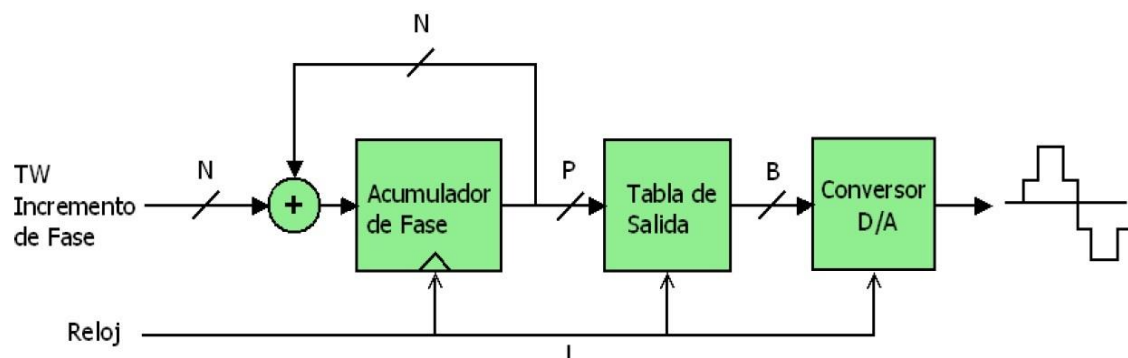 N
TW
Incremento
de Fase
N
+
Acumulador
de Fase
P
Tabla de
Salida
B
Conversor
D/A
Reloj